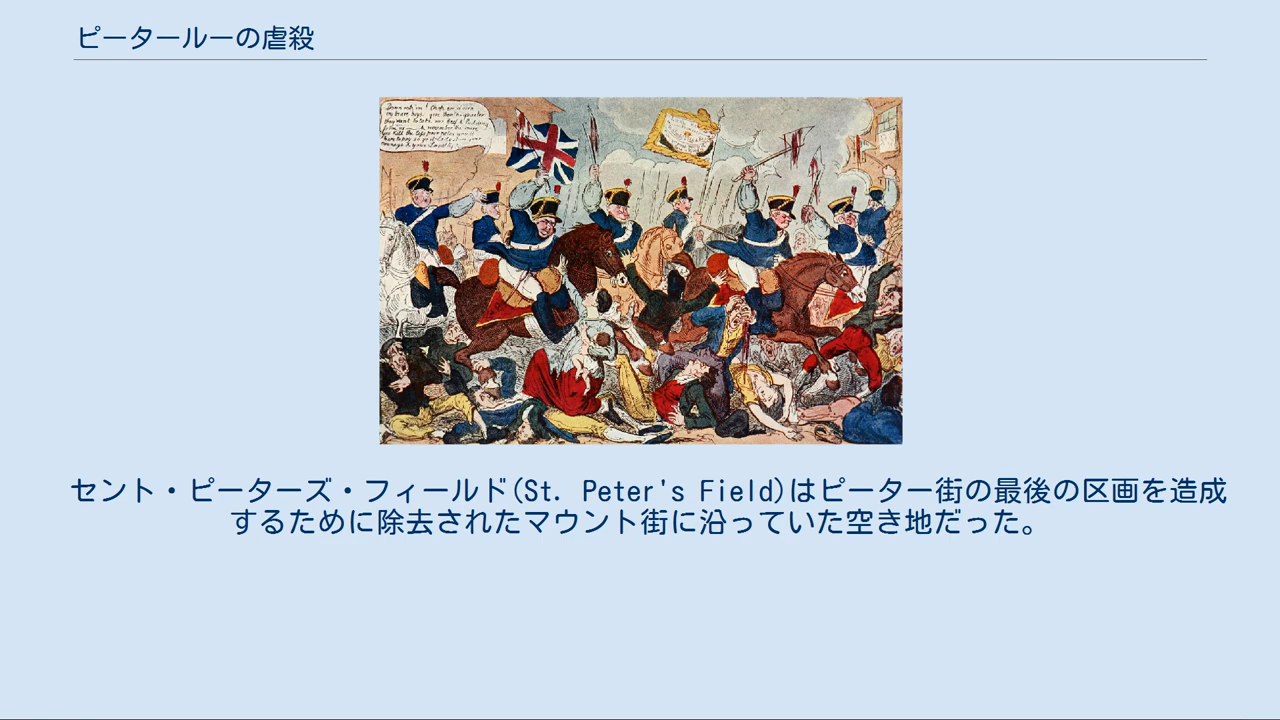 ピータールーの虐殺
セント・ピーターズ・フィールド(St. Peter's Field)はピーター街の最後の区画を造成
するために除去されたマウント街に沿っていた空き地だった。